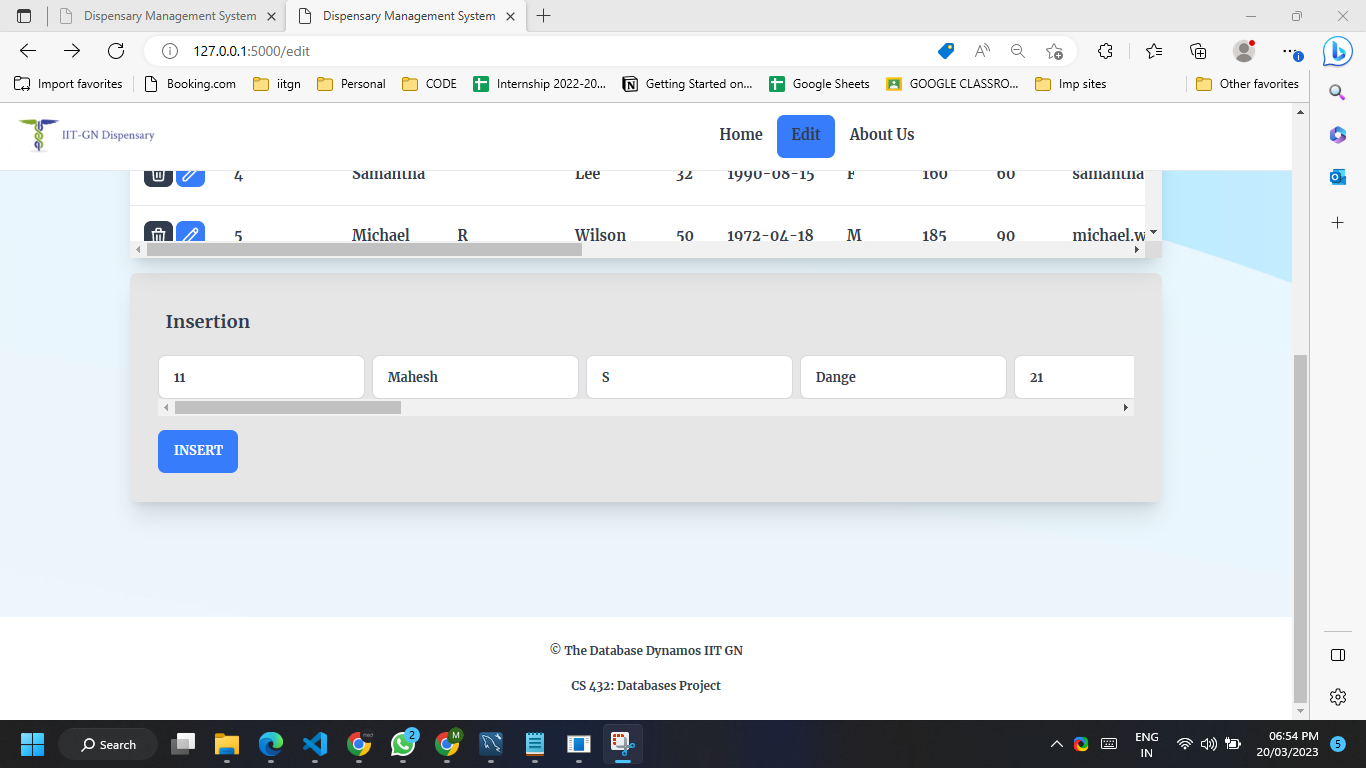 Dispensary Management System
Dispensary Management System
127.0.0.1:5000/edit
Import favorites
Booking.com
iitgn
Personal
CODE
Internship 2022-20...
Getting Started on...
Google Sheets
GOOGLE CLASSRO...
Imp sites
Other favorites
IIT-GN Dispensary
Home
Edit
About Us
4 Samantha Lee 32 1990-08-15 F 160 60 samantha
5 Michael R Wilson 50 1972-04-18 M 185 90 michael.w
Insertion
11
Mahesh
S
Dange
21
INSERT
© The Database Dynamos IIT GN
CS 432: Databases Project
Search
med
2
M
ENG
IN
06:54 PM
20/03/2023
5